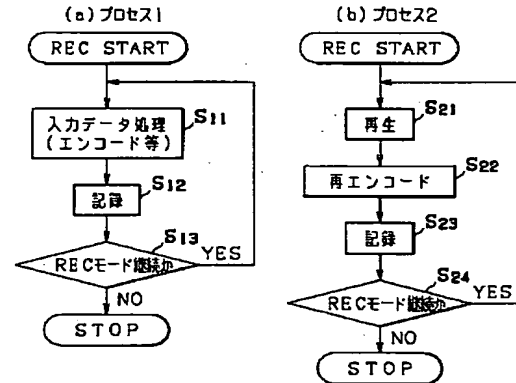 (a) プロセス1
REC START
入力データ処理
(エンコード等)
S11
記録
S12
RECモード継続か
S13
YES
NO
STOP
(b) プロセス2
REC START
再生
S21
再エンコード
S22
記録
S23
RECモード継続か
S24
YES
NO
STOP